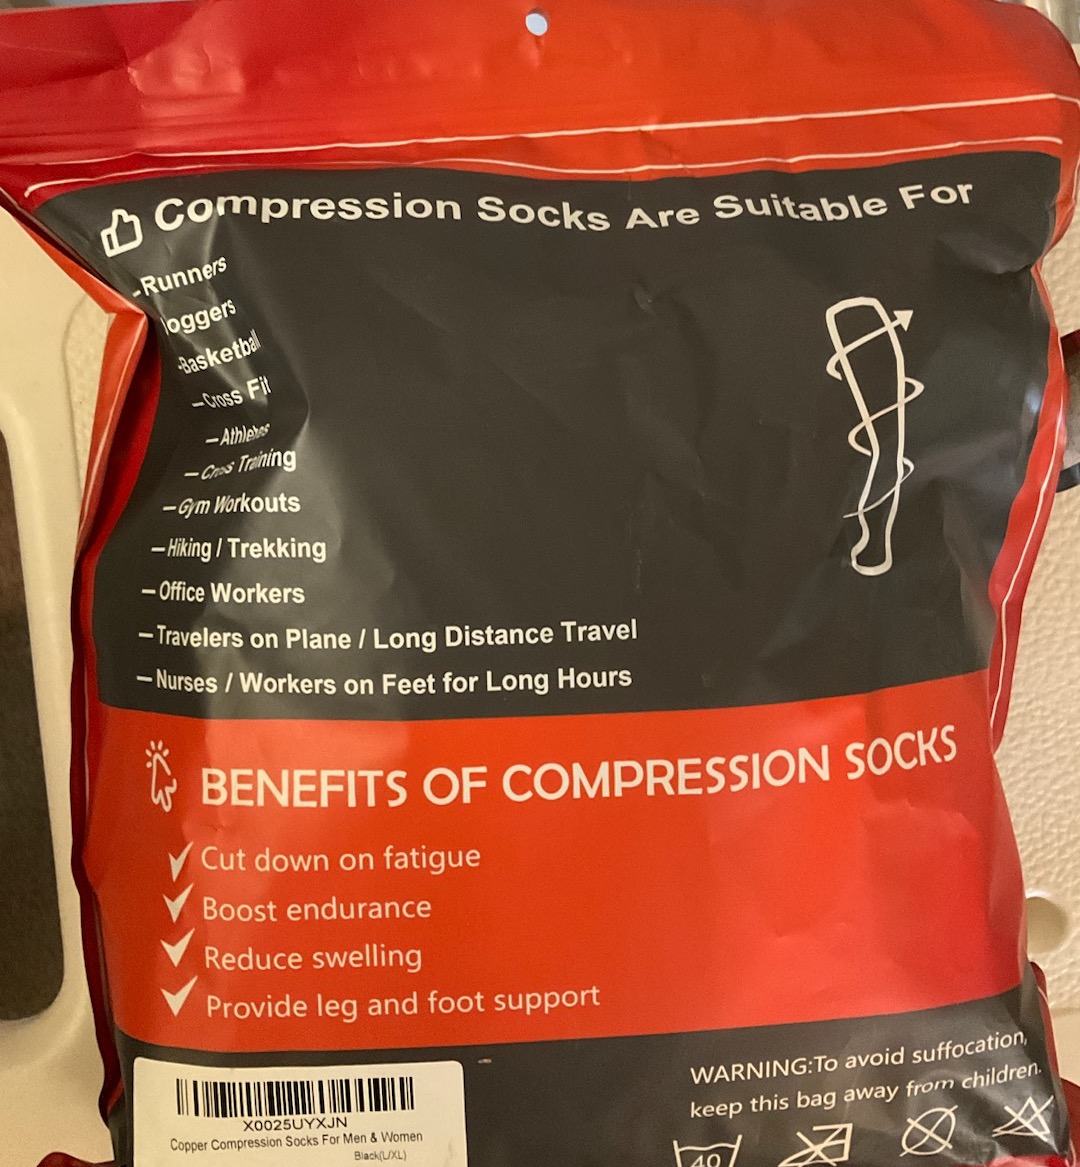 Compression Socks Are Suitable For
-Runners
Joggers
-Basketball
-Cross Fit
-Athletes
-Cross Training
-Gym Workouts
-Hiking / Trekking
-Office Workers
-Travelers on Plane / Long Distance Travel
-Nurses / Workers on Feet for Long Hours
BENEFITS OF COMPRESSION SOCKS
Cut down on fatigue
Boost endurance
Reduce swelling
Provide leg and foot support
X0025UYXJN
Copper Compression Socks For Men & Women
Black(L/XL)
WARNING:To avoid suffocation,
keep this bag away from children.
40